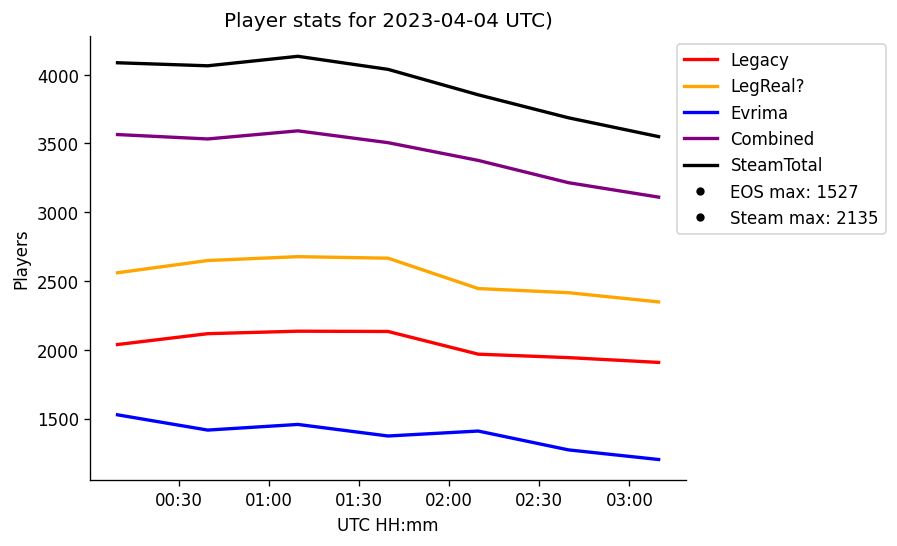 Player stats for 2023-04-04 UTC)
Legacy
LegReal?
Evrima
Combined
SteamTotal
EOS max: 1527
Steam max: 2135
Players
4000
3500
3000
2500
2000
1500
00:30 01:00 01:30 02:00 02:30 03:00
UTC HH:mm